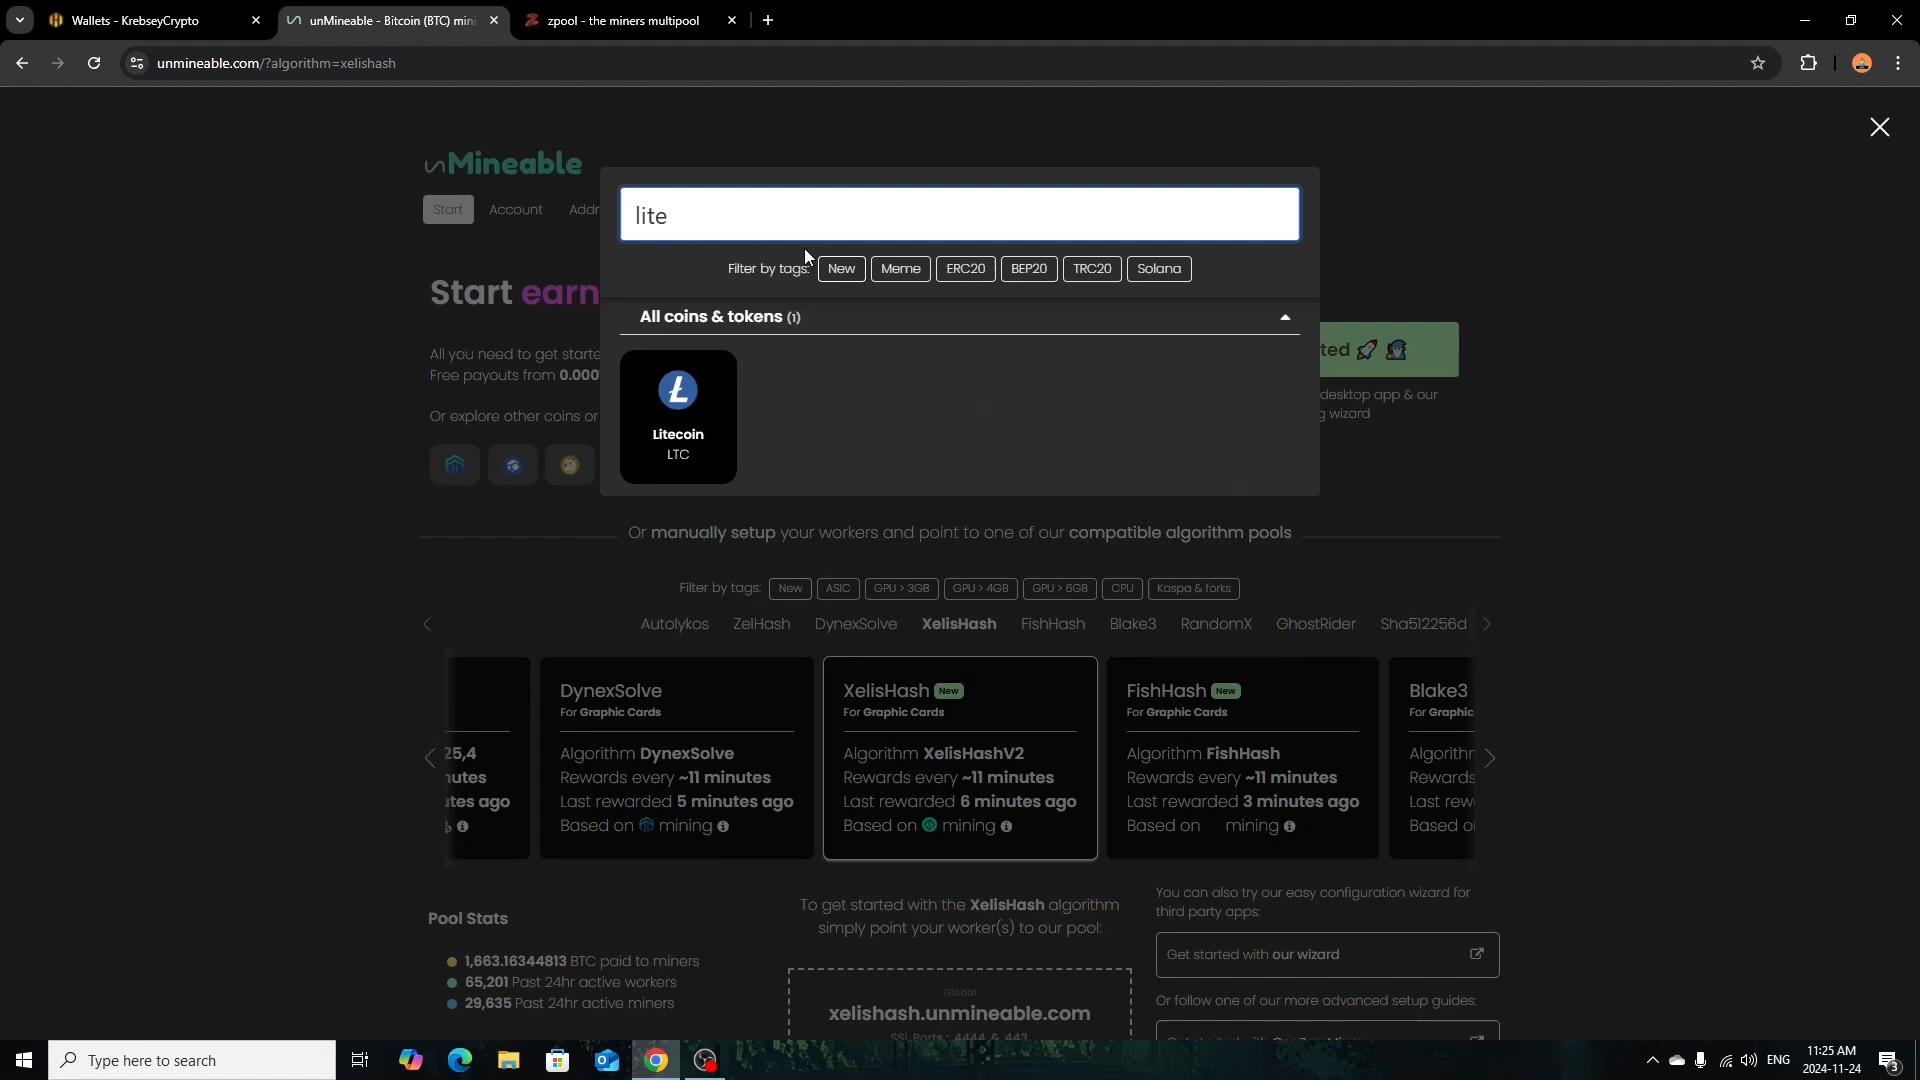 Wallets - KrebseyCrypto
unMineable - Bitcoin (BTC) min
zpool - the miners multipool
unmineable.com/?algorithm=xelishash
unMineable
Start Account Addr
lite
Filter by tags: New Meme ERC20 BEP20 TRC20 Solana
All coins & tokens (1)
Litecoin
LTC
Start earn
All you need to get starte
Free payouts from 0.000
Or explore other coins or
ted
desktop app & our
g wizard
Or manually setup your workers and point to one of our compatible algorithm pools
Filter by tags: New ASIC GPU > 3GB GPU > 4GB GPU > 6GB CPU Kaspa & forks
Autolykos ZelHash DynexSolve XelisHash FishHash Blake3 RandomX GhostRider Sha512256d
25,4
nutes
utes ago
DynexSolve
For Graphic Cards
Algorithm DynexSolve
Rewards every ~11 minutes
Last rewarded 5 minutes ago
Based on mining
XelisHash New
For Graphic Cards
Algorithm XelisHashV2
Rewards every ~11 minutes
Last rewarded 6 minutes ago
Based on mining
FishHash New
For Graphic Cards
Algorithm FishHash
Rewards every ~11 minutes
Last rewarded 3 minutes ago
Based on mining
Blake3
For Graphic
Algorithm
Rewards
Last rew
Based o
Pool Stats
1,663.16344813 BTC paid to miners
65,201 Past 24hr active workers
29,635 Past 24hr active miners
To get started with the XelisHash algorithm
simply point your worker(s) to our pool:
Global
xelishash.unmineable.com
SSL Ports : 4444 & 443
You can also try our easy configuration wizard for
third party apps:
Get started with our wizard
Or follow one of our more advanced setup guides:
Type here to search
ENG
11:25 AM
2024-11-24
3